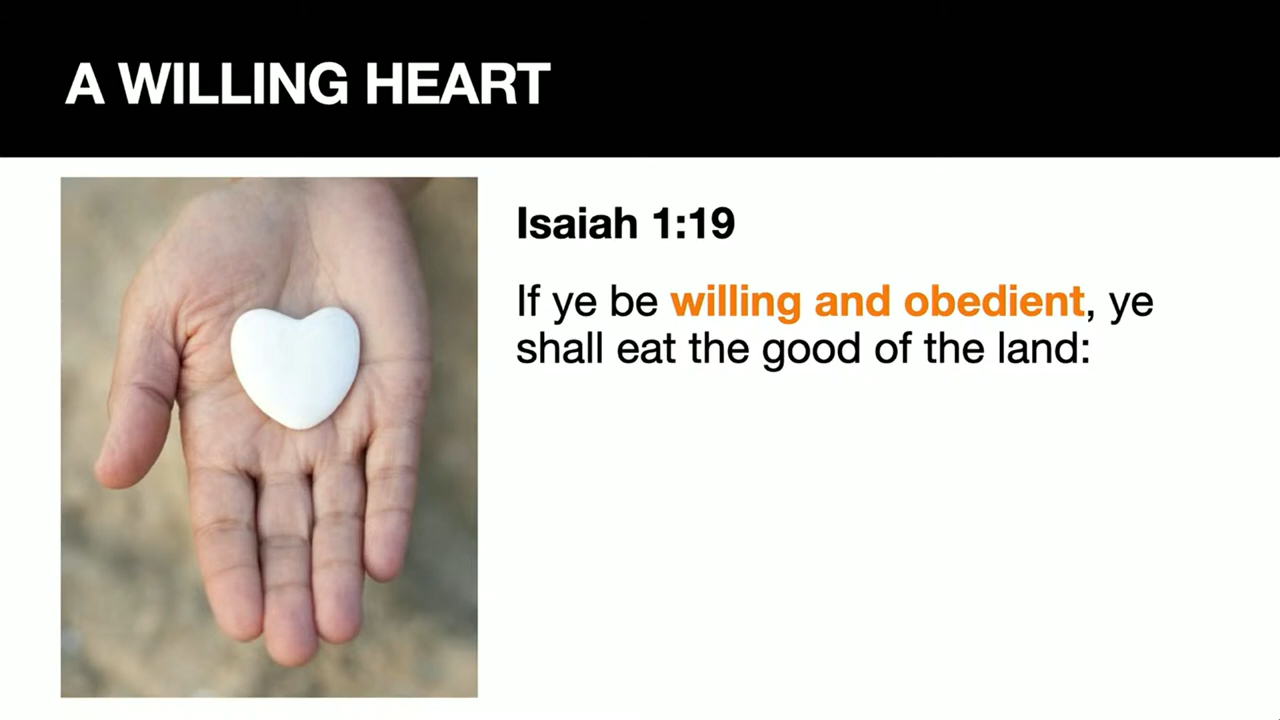 A WILLING HEART
Isaiah 1:19
If ye be willing and obedient, ye
shall eat the good of the land: